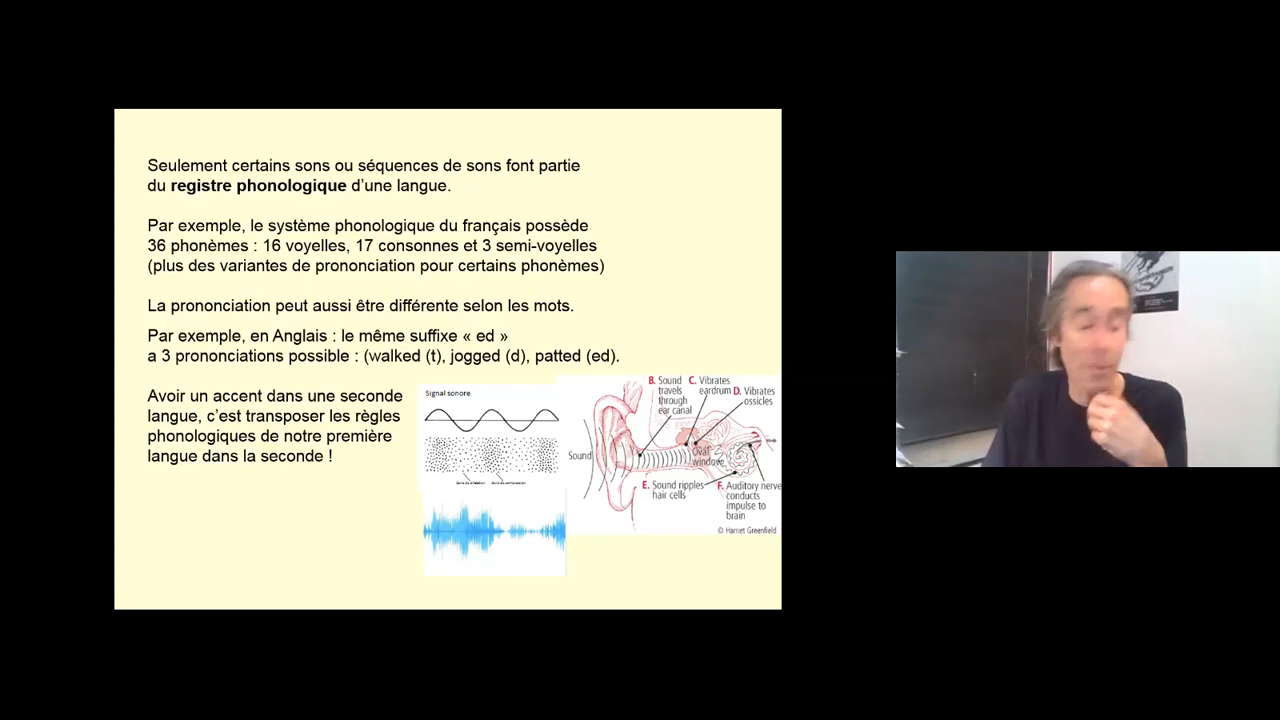 Seulement certains sons ou séquences de sons font partie
du registre phonologique d'une langue.
Par exemple, le système phonologique du français possède
36 phonèmes : 16 voyelles, 17 consonnes et 3 semi-voyelles
(plus des variantes de prononciation pour certains phonèmes)
La prononciation peut aussi être différente selon les mots.
Par exemple, en Anglais : le même suffixe « ed »
a 3 prononciations possible : (walked (t), jogged (d), patted (ed).
Avoir un accent dans une seconde
langue, c'est transposer les règles
phonologiques de notre première
langue dans la seconde !
Signal sonore
Sound
B. Sound
travels
through
ear canal
C. Vibrates
eardrum
D. Vibrates
ossicles
Oval
window
E. Sound ripples
hair cells
F. Auditory nerve
conducts
impulse to
brain
© Harriet Greenfield